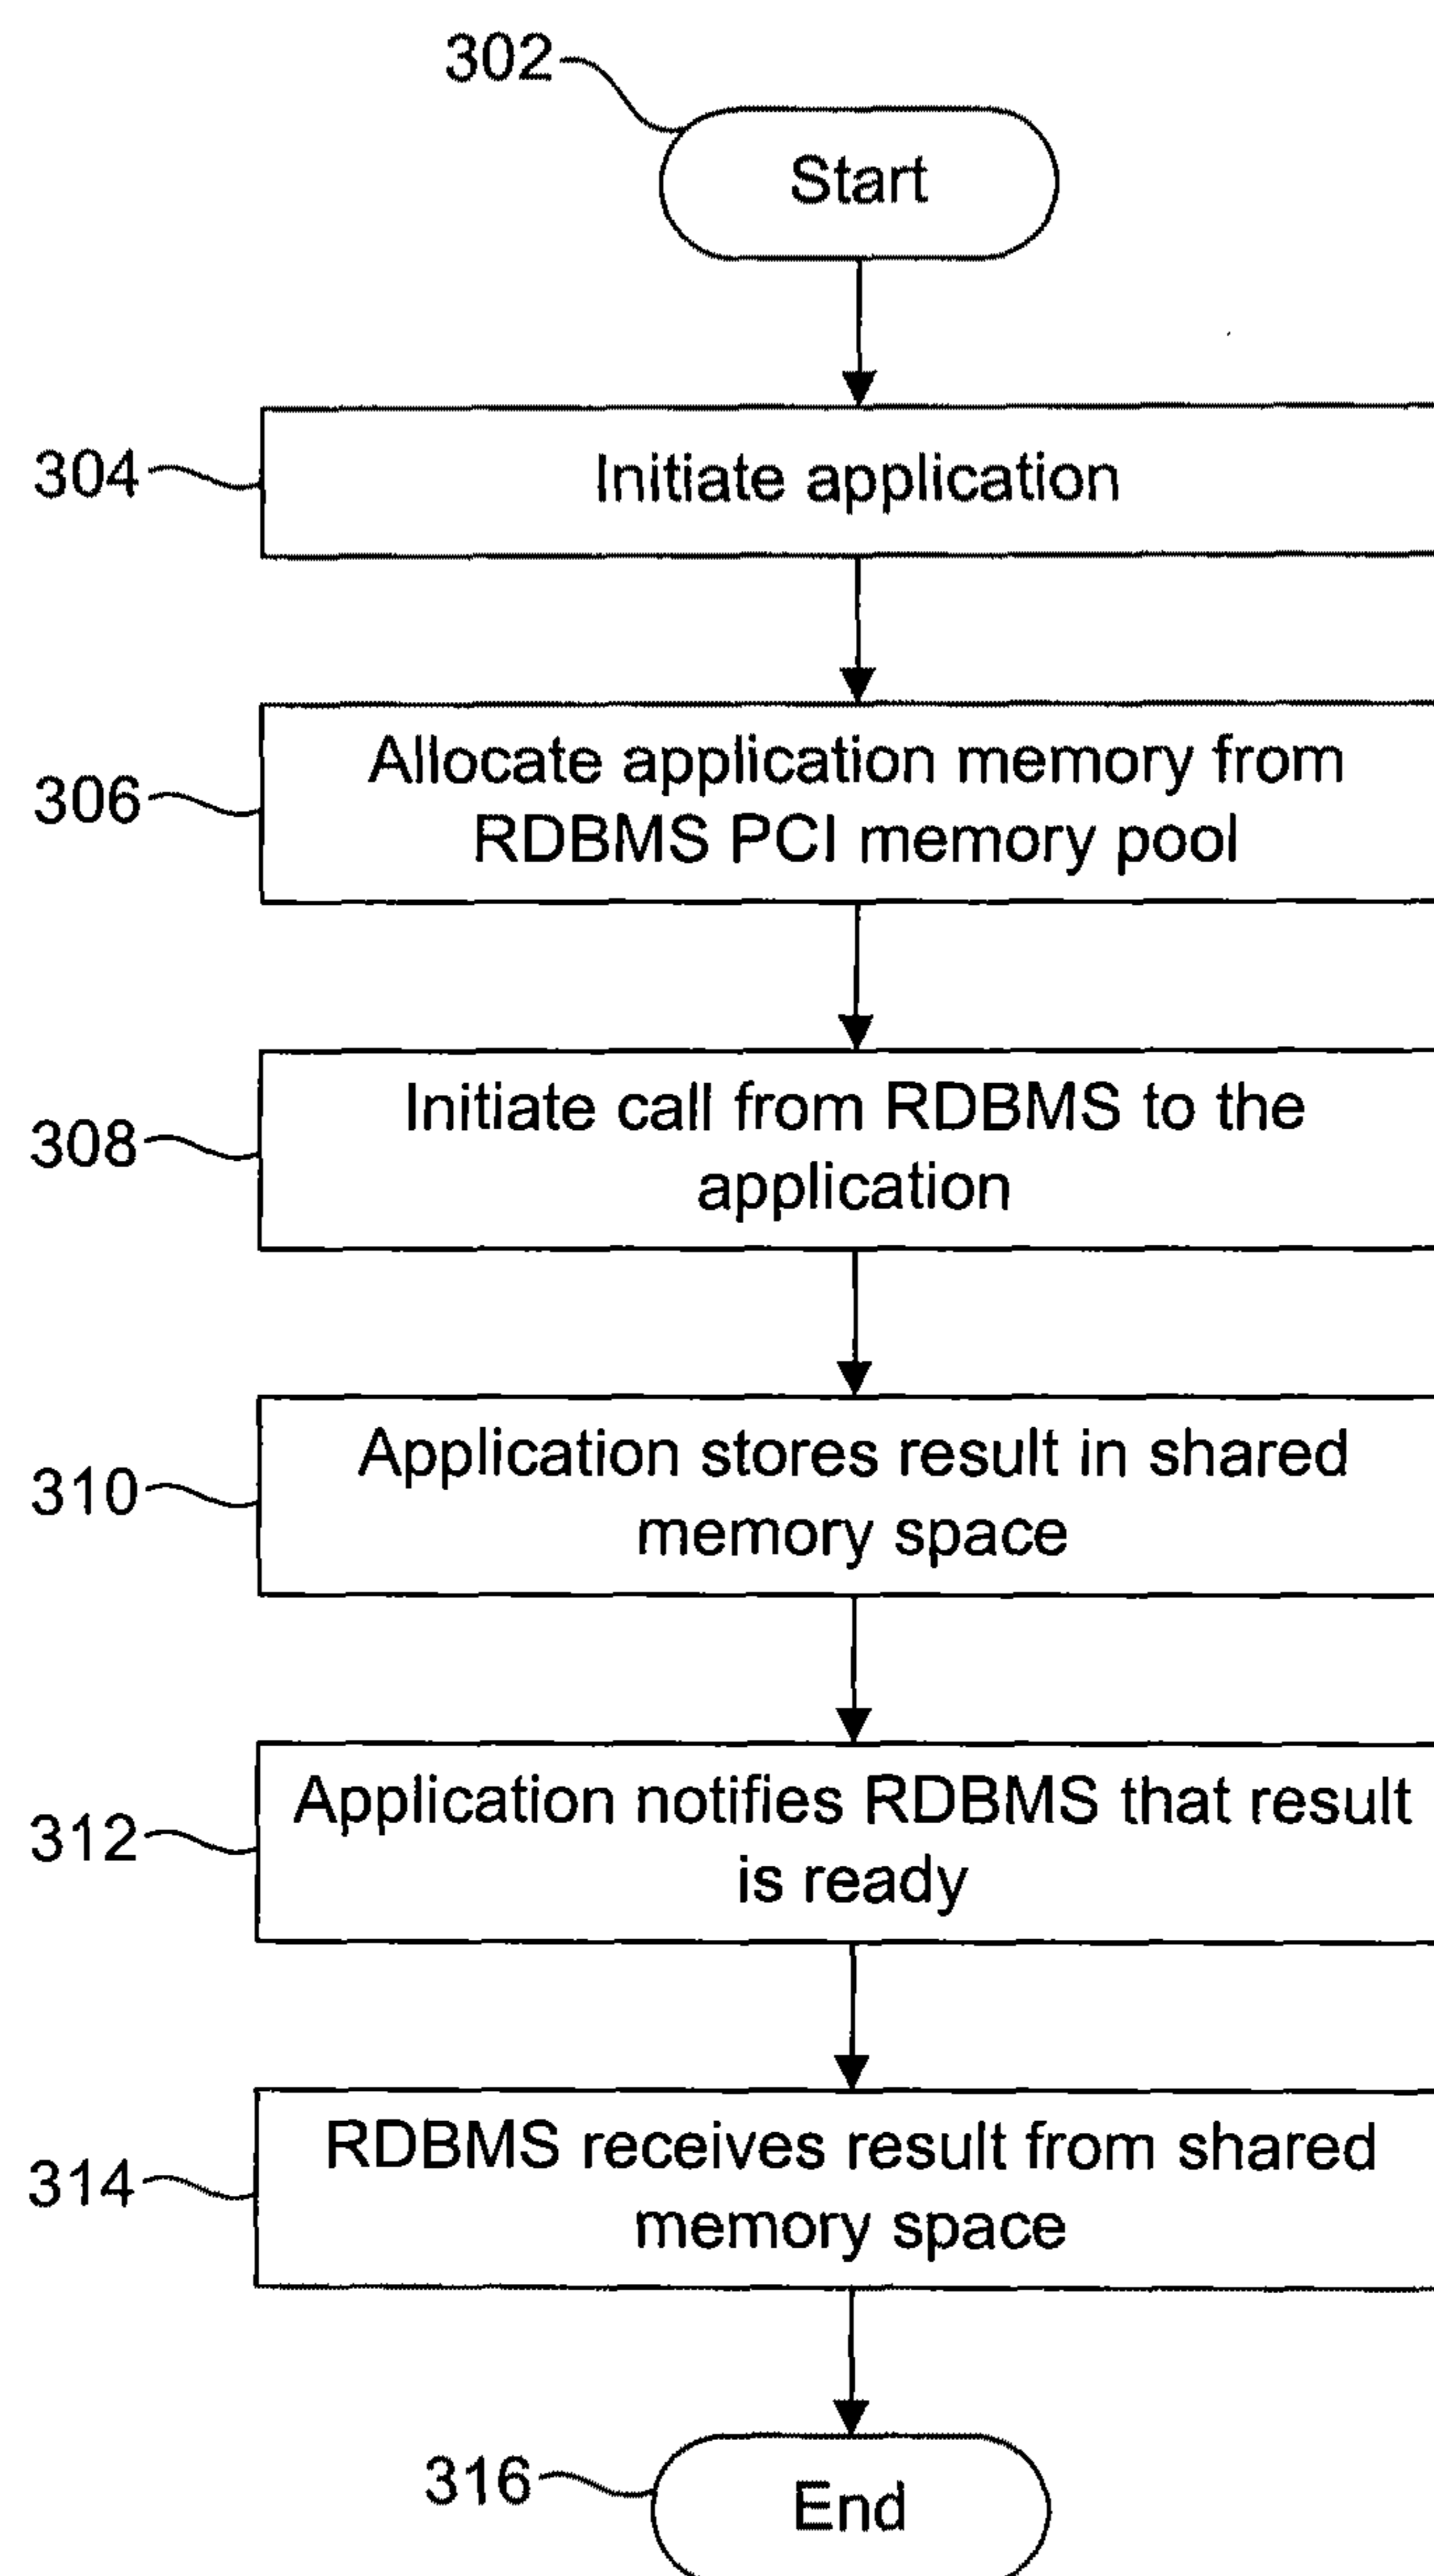 302
Start
304
Initiate application
306
Allocate application memory from
RDBMS PCI memory pool
308
Initiate call from RDBMS to the
application
310
Application stores result in shared
memory space
312
Application notifies RDBMS that result
is ready
314
RDBMS receives result from shared
memory space
316
End